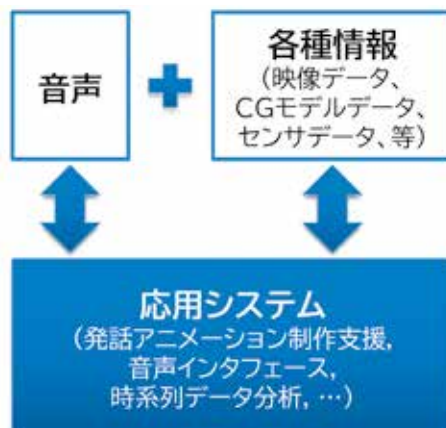 音声
各種情報
（映像データ、
CGモデルデータ、
センサデータ、等）
応用システム
（発話アニメーション制作支援,
音声インタフェース,
時系列データ分析, …）